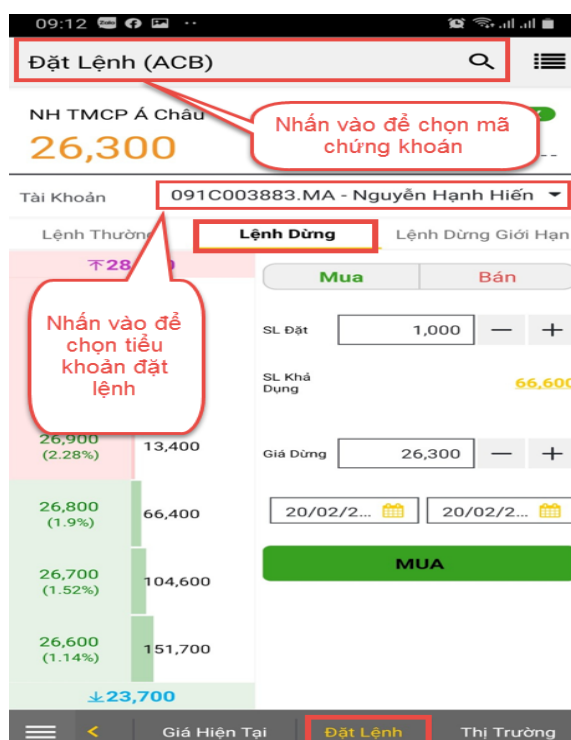 09:12 Zalo
Đặt Lệnh (ACB)
NH TMCP Á Châu
26,300
Nhấn vào để chọn mã
chứng khoán
--
Tài Khoản 091C003883.MA - Nguyễn Hạnh Hiến
Lệnh Thường Lệnh Dừng Lệnh Dừng Giới Hạn
Mua Bán
Nhấn vào để
chọn tiểu
khoản đặt
lệnh
SL Đặt 1,000 — +
SL Khả
Dụng 66,600
26,900 13,400
(2.28%)
Giá Dừng 26,300 — +
26,800 66,400
(1.9%)
20/02/2... 20/02/2...
MUA
26,700 104,600
(1.52%)
26,600 151,700
(1.14%)
23,700
< Giá Hiện Tại Đặt Lệnh Thị Trường